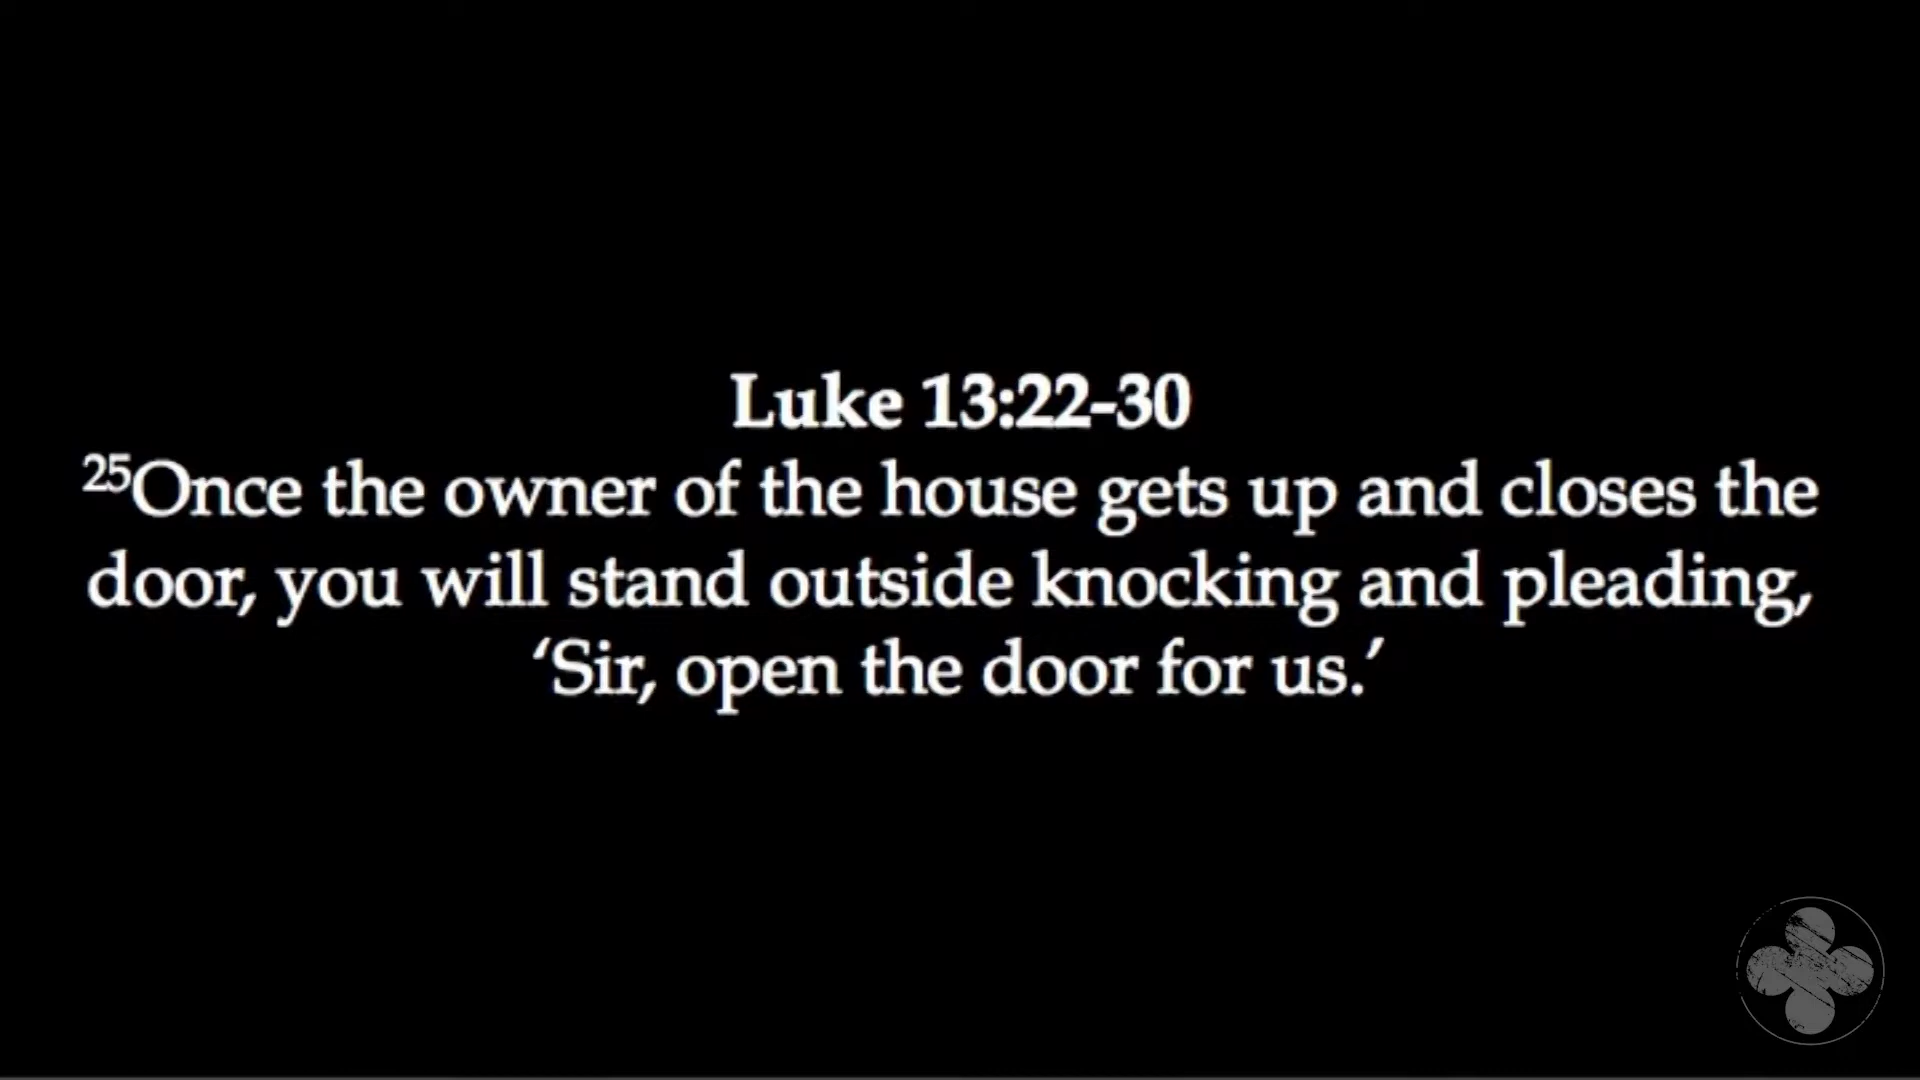 Luke 13:22-30
25Once the owner of the house gets up and closes the
door, you will stand outside knocking and pleading,
‘Sir, open the door for us.’